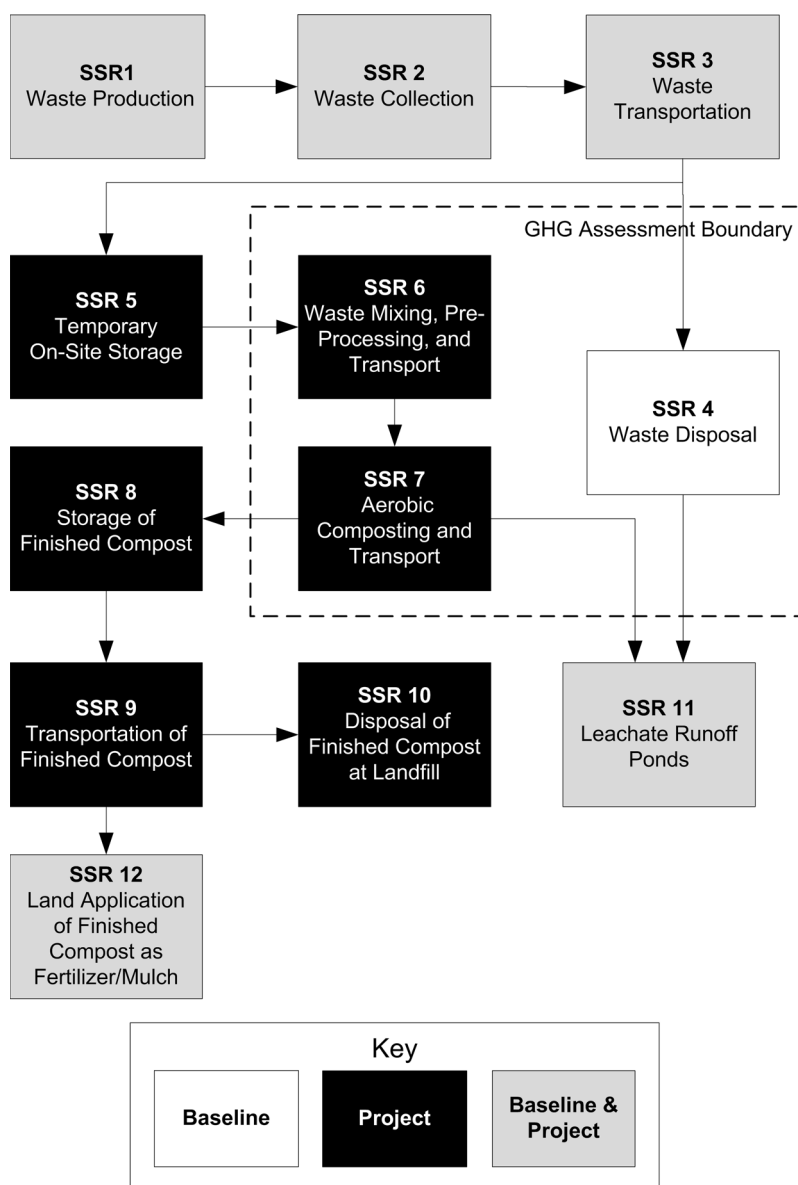 SSR1
Waste Production
SSR 2
Waste Collection
SSR 3
Waste
Transportation
GHG Assessment Boundary
SSR 5
Temporary
On-Site Storage
SSR 6
Waste Mixing, Pre-
Processing, and
Transport
SSR 4
Waste Disposal
SSR 8
Storage of
Finished Compost
SSR 7
Aerobic
Composting and
Transport
SSR 9
Transportation of
Finished Compost
SSR 10
Disposal of
Finished Compost
at Landfill
SSR 11
Leachate Runoff
Ponds
SSR 12
Land Application
of Finished
Compost as
Fertilizer/Mulch
Key
Baseline
Project
Baseline &
Project